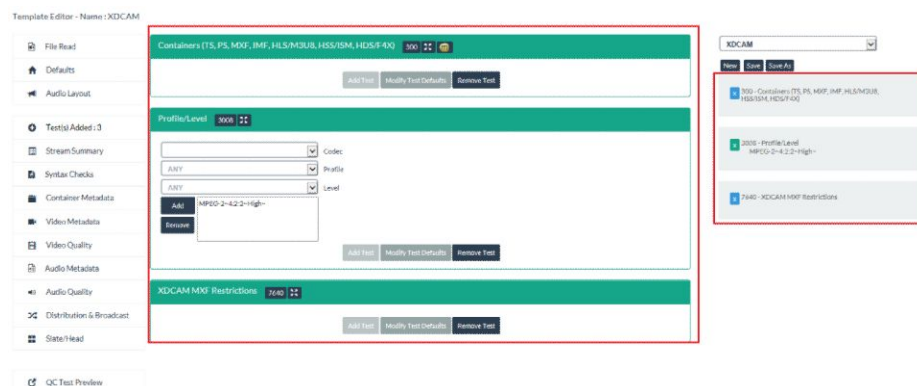 Template Editor - Name : XDCAM
File Read
Defaults
Audio Layout
Test(s) Added : 3
Stream Summary
Syntax Checks
Container Metadata
Video Metadata
Video Quality
Audio Metadata
Audio Quality
Distribution & Broadcast
Slate/Head
QC Test Preview
Containers (TS, PS, MXF, IMF, HLS/M3U8, HSS/ISM, HDS/F4X) 300
Add Test Modify Test Defaults Remove Test
Profile/Level 3008
Codec
ANY Profile
ANY Level
Add MPEG-2~4:2:2~High~
Remove
Add Test Modify Test Defaults Remove Test
XDCAM MXF Restrictions 7640
Add Test Modify Test Defaults Remove Test
XDCAM
New Save Save As
x 300 - Containers (TS, PS, MXF, IMF, HLS/M3U8,
HSS/ISM, HDS/F4X)
x 3008 - Profile/Level
MPEG-2~4:2:2~High~
x 7640 - XDCAM MXF Restrictions